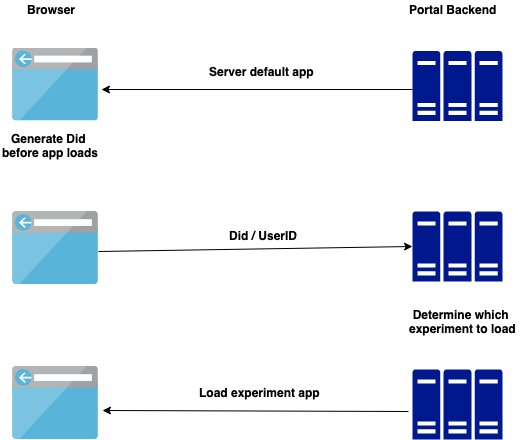 Browser
Portal Backend
Server default app
Generate Did
before app loads
Did / UserID
Determine which
experiment to load
Load experiment app